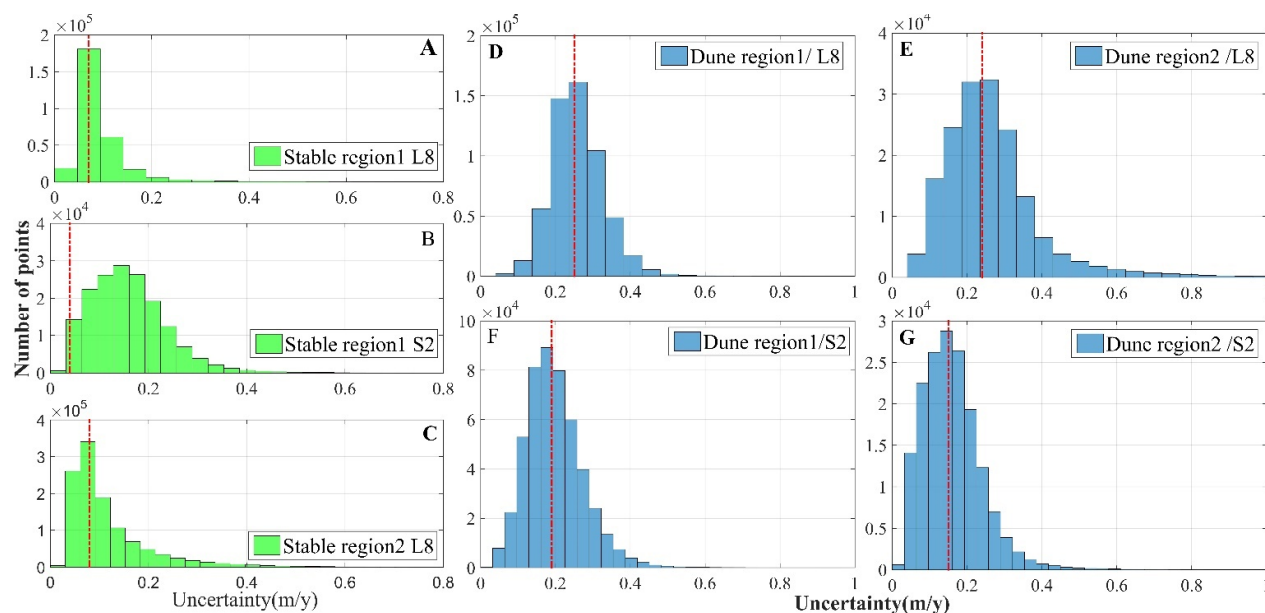 ×10^5
2
1.5
1
0.5
0
A
Stable region1 L8
0 0.2 0.4 0.6 0.8
×10^4
4
3
2
1
0
B
Stable region1 S2
0 0.2 0.4 0.6 0.8
×10^5
4
3
2
1
0
C
Stable region2 L8
0 0.2 0.4 0.6 0.8
Number of points
Uncertainty(m/y)
×10^5
2
1.5
1
0.5
0
D
Dune region1/ L8
0 0.2 0.4 0.6 0.8 1
×10^4
4
3
2
1
0
E
Dune region2 /L8
0 0.2 0.4 0.6 0.8 1
×10^4
10
8
6
4
2
0
F
Dune region1/S2
0 0.2 0.4 0.6 0.8 1
×10^4
3
2.5
2
1.5
1
0.5
0
G
Dune region2 /S2
0 0.2 0.4 0.6 0.8 1
Uncertainty(m/y)